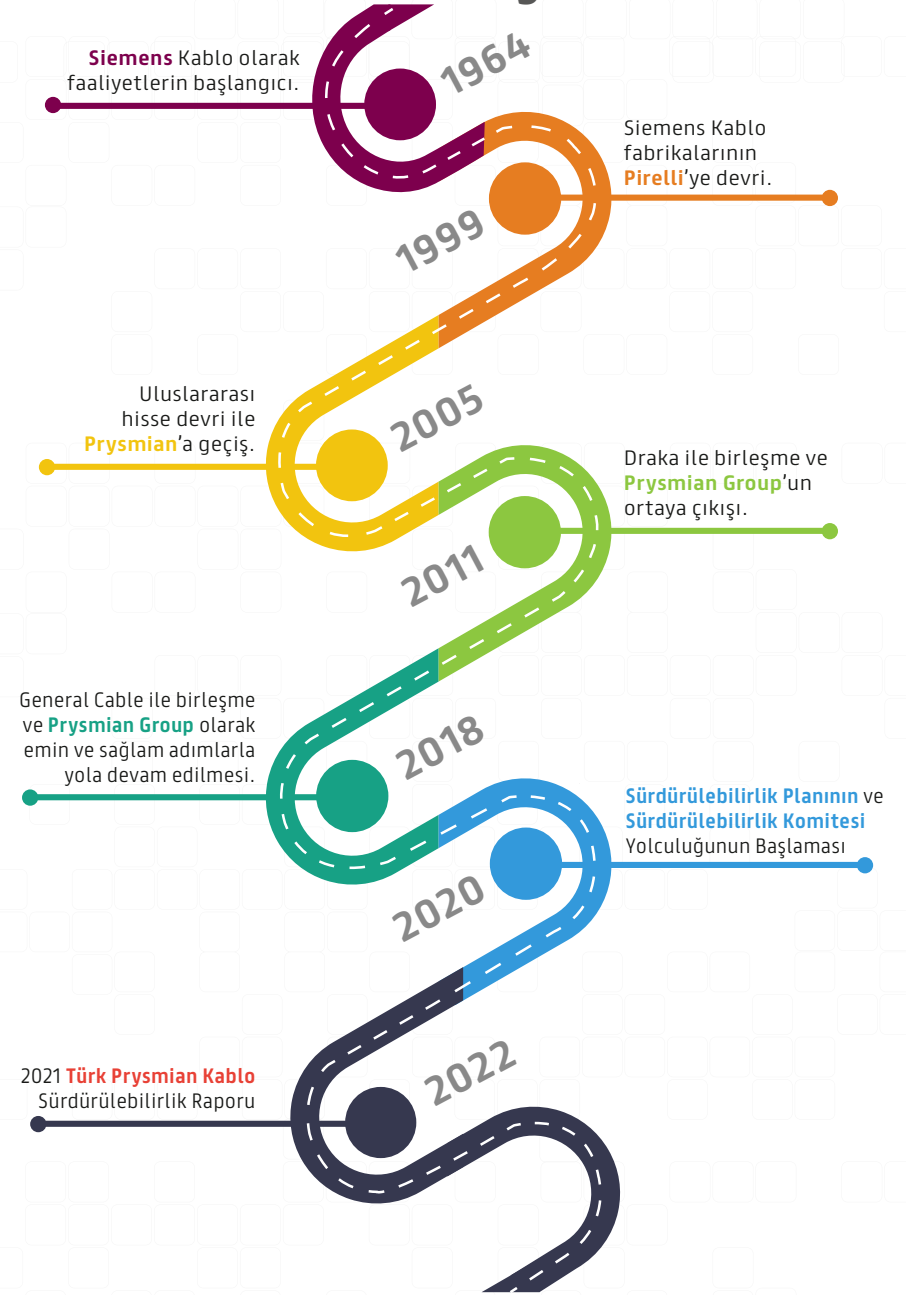 1964
Siemens Kablo olarak
faaliyetlerin başlangıcı.
Siemens Kablo
fabrikalarının
Pirelli'ye devri.
1999
Uluslararası
hisse devri ile
Prysmian'a geçiş.
2005
Draka ile birleşme ve
Prysmian Group'un
ortaya çıkışı.
2011
General Cable ile birleşme
ve Prysmian Group olarak
emin ve sağlam adımlarla
yola devam edilmesi.
2018
Sürdürülebilirlik Planının ve
Sürdürülebilirlik Komitesi
Yolculuğunun Başlaması
2020
2021 Türk Prysmian Kablo
Sürdürülebilirlik Raporu
2022